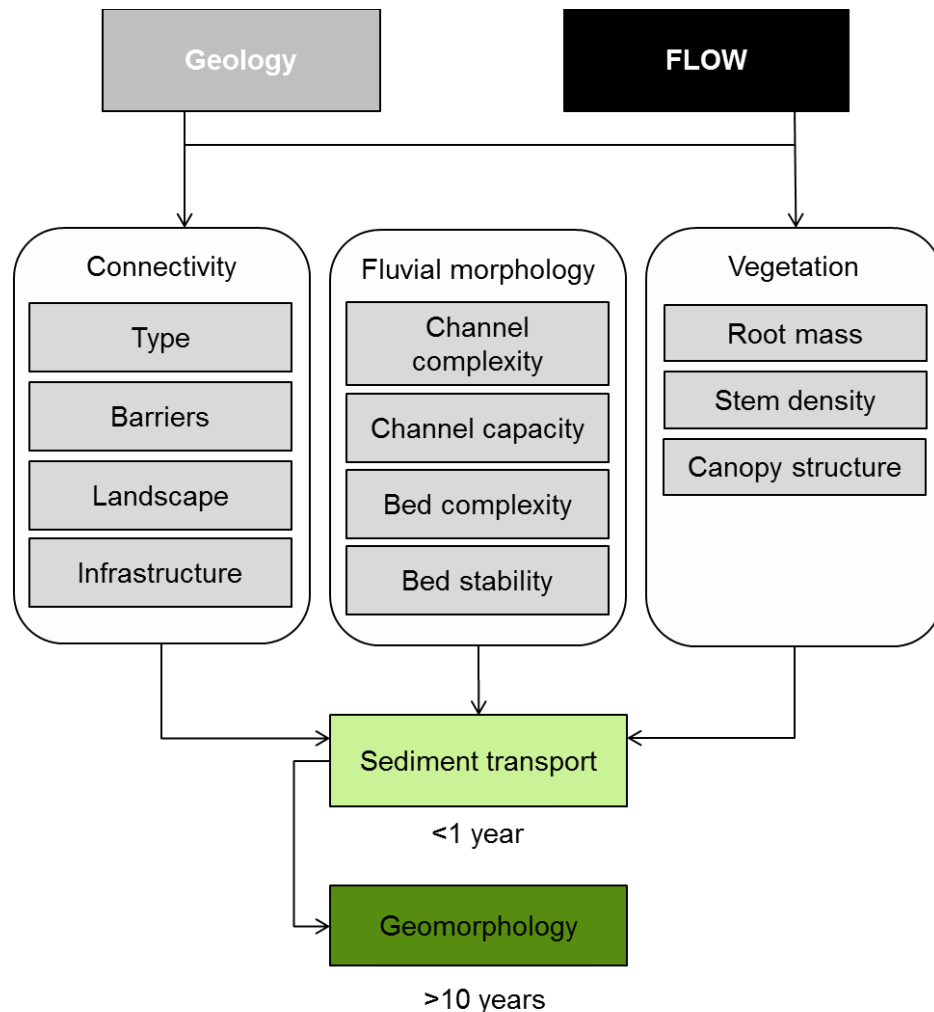 Geology
FLOW
Connectivity
Type
Barriers
Landscape
Infrastructure
Fluvial morphology
Channel
complexity
Channel capacity
Bed complexity
Bed stability
Vegetation
Root mass
Stem density
Canopy structure
Sediment transport
<1 year
Geomorphology
>10 years